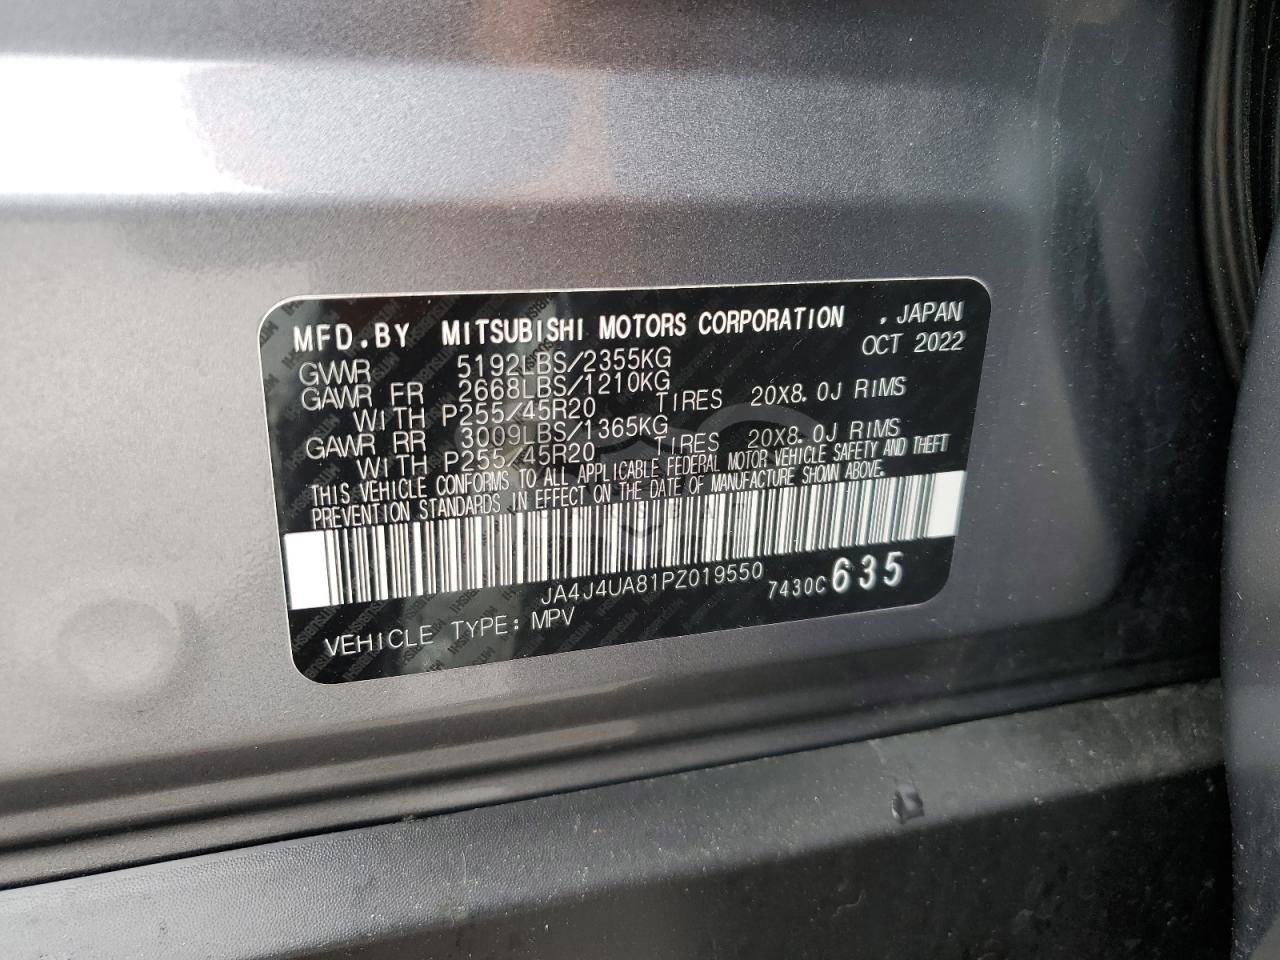 MFD.BY MITSUBISHI MOTORS CORPORATION . JAPAN
OCT 2022
GVWR 5192LBS/2355KG
GAWR FR 2668LBS/1210KG
WITH P255/45R20 TIRES 20X8.0J RIMS
GAWR RR 3009LBS/1365KG
WITH P255/45R20 TIRES 20X8.0J RIMS
THIS VEHICLE CONFORMS TO ALL APPLICABLE FEDERAL MOTOR VEHICLE SAFETY AND THEFT
PREVENTION STANDARDS IN EFFECT ON THE DATE OF MANUFACTURE SHOWN ABOVE.
JA4J4UA81PZ019550 7430C 635
VEHICLE TYPE: MPV